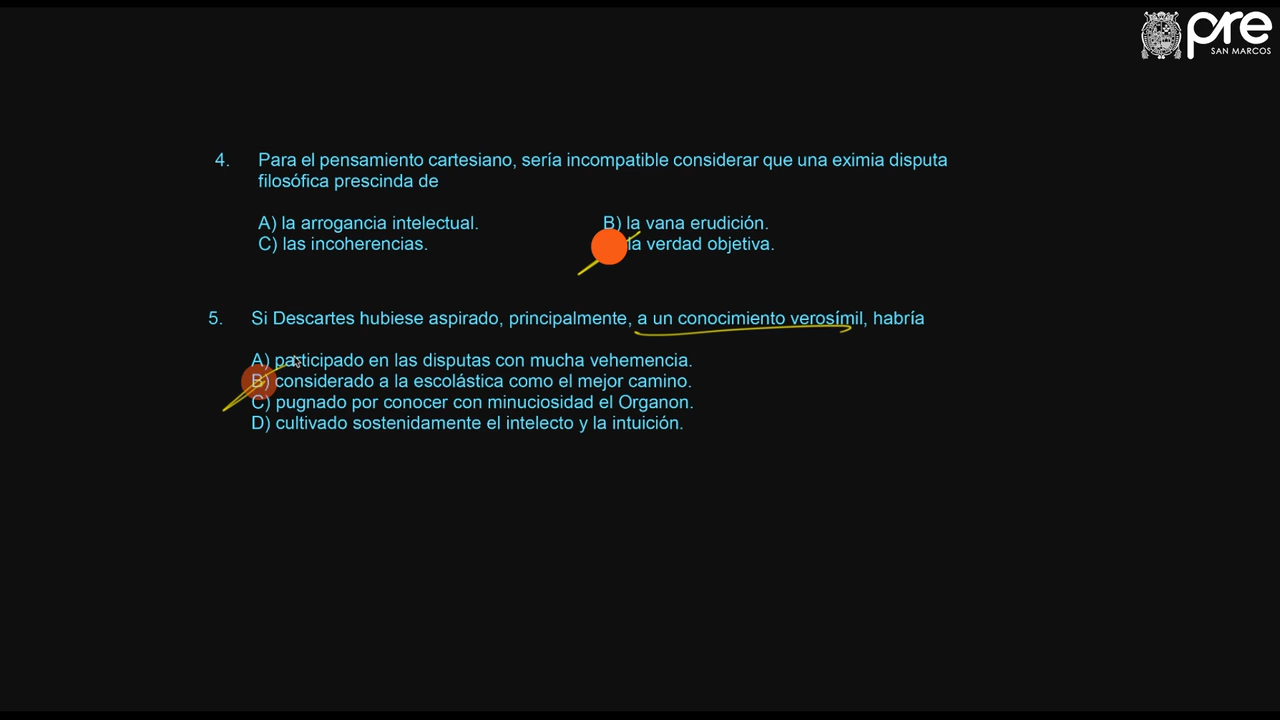 pre
SAN MARCOS
4. Para el pensamiento cartesiano, sería incompatible considerar que una eximia disputa
filosófica prescinda de
A) la arrogancia intelectual. B) la vana erudición.
C) las incoherencias. la verdad objetiva.
5. Si Descartes hubiese aspirado, principalmente, a un conocimiento verosímil, habría
A) participado en las disputas con mucha vehemencia.
B) considerado a la escolástica como el mejor camino.
C) pugnado por conocer con minuciosidad el Organon.
D) cultivado sostenidamente el intelecto y la intuición.